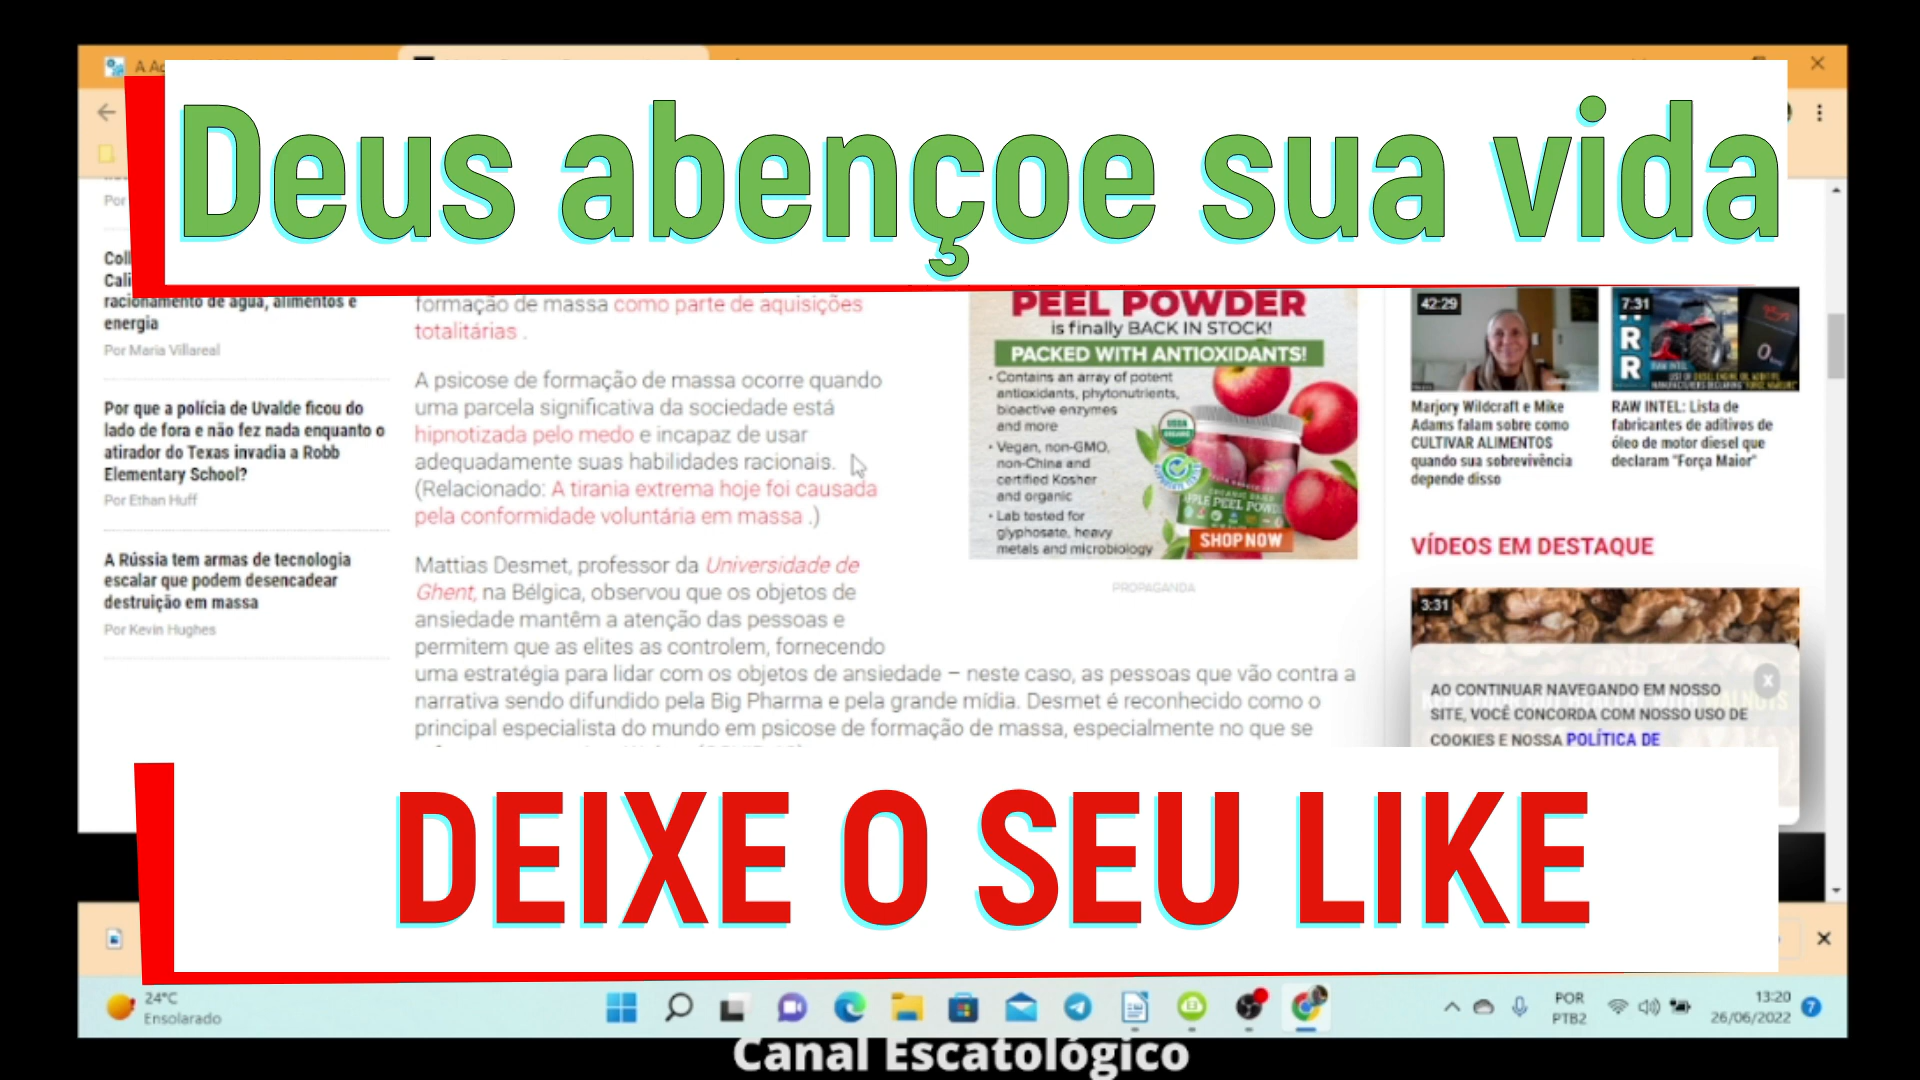 Deus abençoe sua vida
Por
racionamento de água, alimentos e
energia
Por Maria Villareal
Por que a polícia de Uvalde ficou do
lado de fora e não fez nada enquanto o
atirador do Texas invadia a Robb
Elementary School?
Por Ethan Huff
A Rússia tem armas de tecnologia
escalar que podem desencadear
destruição em massa
Por Kevin Hughes
formação de massa como parte de aquisições
totalitárias .
A psicose de formação de massa ocorre quando
uma parcela significativa da sociedade está
hipnotizada pelo medo e incapaz de usar
adequadamente suas habilidades racionais.
(Relacionado: A tirania extrema hoje foi causada
pela conformidade voluntária em massa .)
Mattias Desmet, professor da Universidade de
Ghent, na Bélgica, observou que os objetos de
ansiedade mantêm a atenção das pessoas e
permitem que as elites as controlem, fornecendo
uma estratégia para lidar com os objetos de ansiedade – neste caso, as pessoas que vão contra a
narrativa sendo difundido pela Big Pharma e pela grande mídia. Desmet é reconhecido como o
principal especialista do mundo em psicose de formação de massa, especialmente no que se
PEEL POWDER
is finally BACK IN STOCK!
PACKED WITH ANTIOXIDANTS!
• Contains an array of potent
antioxidants, phytonutrients,
bioactive enzymes
and more
• Vegan, non-GMO,
non-China and
certified Kosher
and organic
• Lab tested for
glyphosate, heavy
metals and microbiology
USDA
ORGANIC
APPLE PEEL POWDER
SHOP NOW
PROPAGANDA
42:29
7:31
Marjory Wildcraft e Mike
Adams falam sobre como
CULTIVAR ALIMENTOS
quando sua sobrevivência
depende disso
RAW INTEL: Lista de
fabricantes de aditivos de
óleo de motor diesel que
declaram "Força Maior"
VÍDEOS EM DESTAQUE
3:31
AO CONTINUAR NAVEGANDO EM NOSSO
SITE, VOCÊ CONCORDA COM NOSSO USO DE
COOKIES E NOSSA POLÍTICA DE
x
DEIXE O SEU LIKE
24°C
Ensolarado
POR
PTB2
13:20
26/06/2022
7
Canal Escatológico